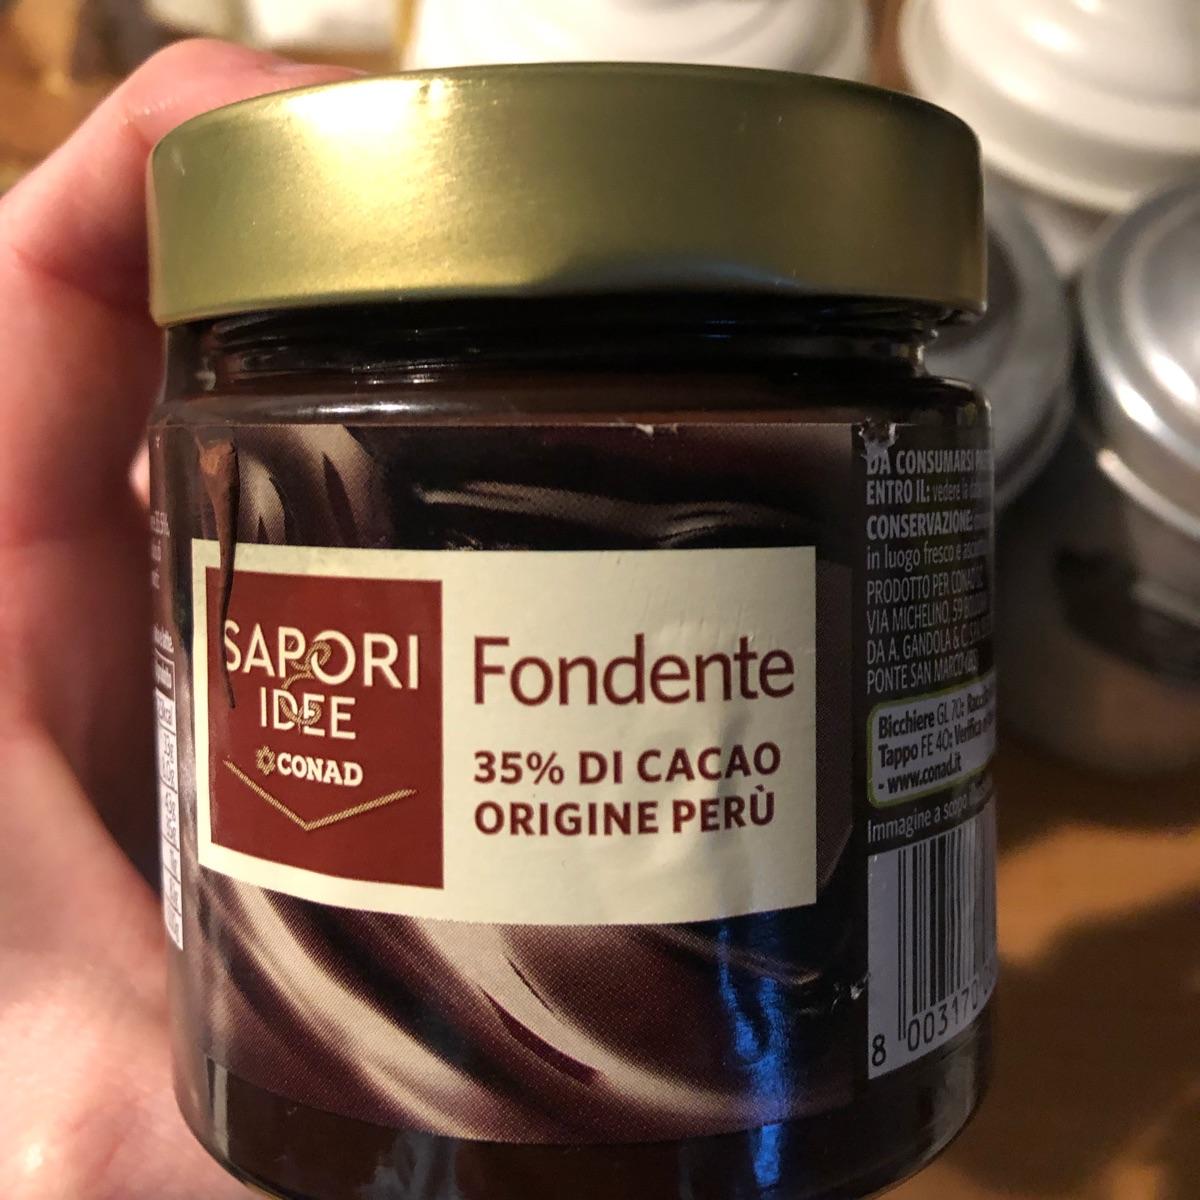 SAPORI
IDEE
CONAD
Fondente
35% DI CACAO
ORIGINE PERÙ
DA CONSUMARSI
ENTRO IL: vedere la
CONSERVAZIONE:
in luogo fresco e
PRODOTTO PER CONAD
VIA MICHELINO, 59
DA A. GANDOLA & C.
PONTE SAN MARCO
Bicchiere GL 70:
Tappo FE 40: Verifica
- www.conad.it
Immagine a scopo
8 003170